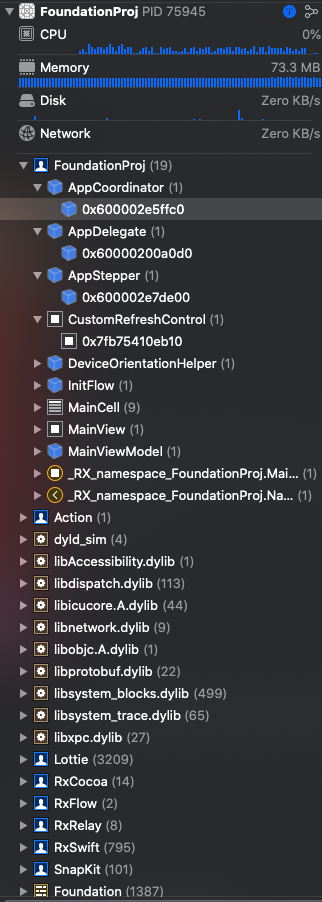 FoundationProj PID 75945
CPU 0%
Memory 73.3 MB
Disk Zero KB/s
Network Zero KB/s
FoundationProj (19)
AppCoordinator (1)
0x600002e5ffc0
AppDelegate (1)
0x60000200a0d0
AppStepper (1)
0x600002e7de00
CustomRefreshControl (1)
0x7fb75410eb10
DeviceOrientationHelper (1)
InitFlow (1)
MainCell (9)
MainView (1)
MainViewModel (1)
_RX_namespace_FoundationProj.Mai... (1)
_RX_namespace_FoundationProj.Na... (1)
Action (1)
dyld_sim (4)
libAccessibility.dylib (1)
libdispatch.dylib (113)
libicucore.A.dylib (44)
libnetwork.dylib (9)
libobjc.A.dylib (1)
libprotobuf.dylib (22)
libsystem_blocks.dylib (499)
libsystem_trace.dylib (65)
libxpc.dylib (27)
Lottie (3209)
RxCocoa (14)
RxFlow (2)
RxRelay (8)
RxSwift (795)
SnapKit (101)
Foundation (1387)